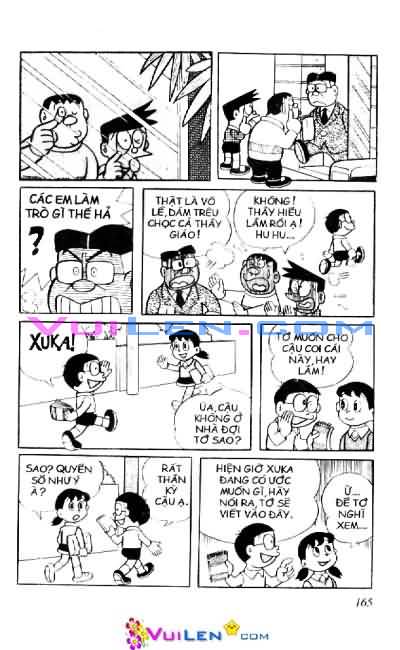 CÁC EM LÀM
TRÒ GÌ THẾ HẢ
?
THẬT LÀ VÔ
LỄ, DÁM TRÊU
CHỌC CẢ THẦY
GIÁO!
KHÔNG!
THẦY HIỂU
LẦM RỒI Ạ!
HU HU...
VUILEN.COM
XUKA!
ỦA, CẬU
KHÔNG Ở
NHÀ ĐỢI
TỚ SAO?
TỚ MUỐN CHO
CẬU COI CÁI
NÀY, HAY
LẮM!
SAO? QUYỂN
SỔ NHƯ Ý
À?
RẤT
THẦN
KỲ
CẬU Ạ.
HIỆN GIỜ XUKA
ĐANG CÓ ƯỚC
MUỐN GÌ, HÃY
NÓI RA, TỚ SẼ
VIẾT VÀO ĐÂY.
Ừ...
ĐỂ TỚ
NGHĨ
XEM...
165
VUILEN.COM